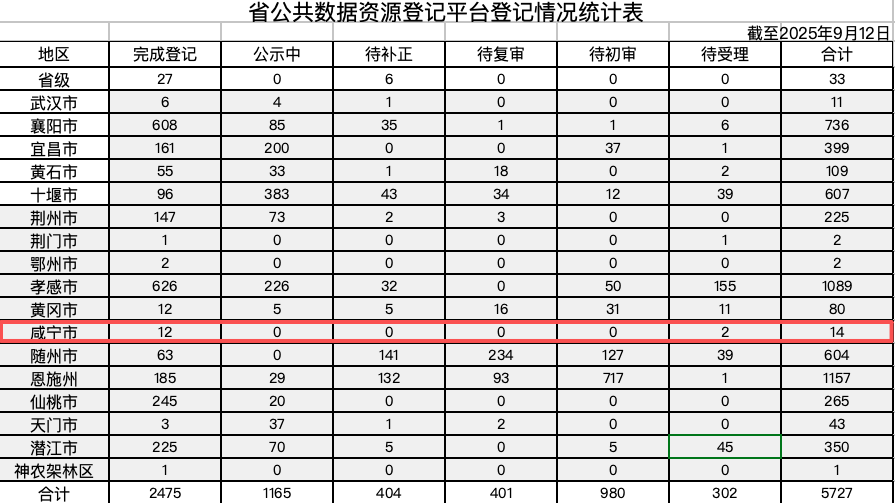 省公共数据资源登记平台登记情况统计表
截至2025年9月12日
地区 完成登记 公示中 待补正 待复审 待初审 待受理 合计
省级 27 0 6 0 0 0 33
武汉市 6 4 1 0 0 0 11
襄阳市 608 85 35 1 1 6 736
宜昌市 161 200 0 0 37 1 399
黄石市 55 33 1 18 0 2 109
十堰市 96 383 43 34 12 39 607
荆州市 147 73 2 3 0 0 225
荆门市 1 0 0 0 0 1 2
鄂州市 2 0 0 0 0 0 2
孝感市 626 226 32 0 50 155 1089
黄冈市 12 5 5 16 31 11 80
咸宁市 12 0 0 0 0 2 14
随州市 63 0 141 234 127 39 604
恩施州 185 29 132 93 717 1 1157
仙桃市 245 20 0 0 0 0 265
天门市 3 37 1 2 0 0 43
潜江市 225 70 5 0 5 45 350
神农架林区 1 0 0 0 0 0 1
合计 2475 1165 404 401 980 302 5727